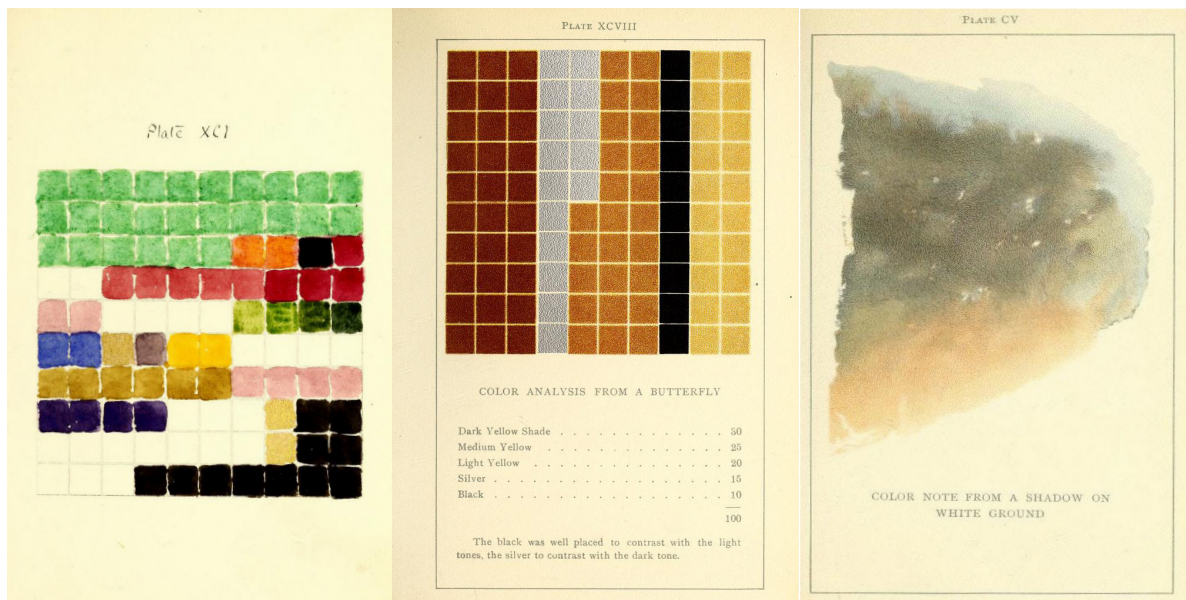 Plate XCI
PLATE XCVIII
COLOR ANALYSIS FROM A BUTTERFLY
Dark Yellow Shade . . . . . . . . . . . . . 30
Medium Yellow . . . . . . . . . . . . . . 25
Light Yellow . . . . . . . . . . . . . . 20
Silver . . . . . . . . . . . . . . . . . 15
Black . . . . . . . . . . . . . . . . . 10
100
The black was well placed to contrast with the light
tones, the silver to contrast with the dark tone.
PLATE CV
COLOR NOTE FROM A SHADOW ON
WHITE GROUND